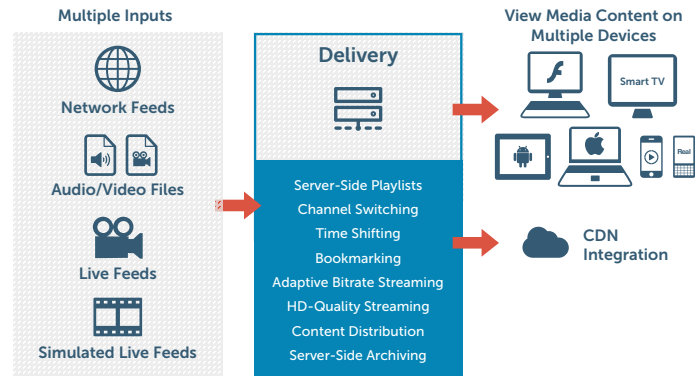 Multiple Inputs
Network Feeds
Audio/Video Files
Live Feeds
Simulated Live Feeds
Delivery
Server-Side Playlists
Channel Switching
Time Shifting
Bookmarking
Adaptive Bitrate Streaming
HD-Quality Streaming
Content Distribution
Server-Side Archiving
View Media Content on
Multiple Devices
Smart TV
Real
CDN
Integration